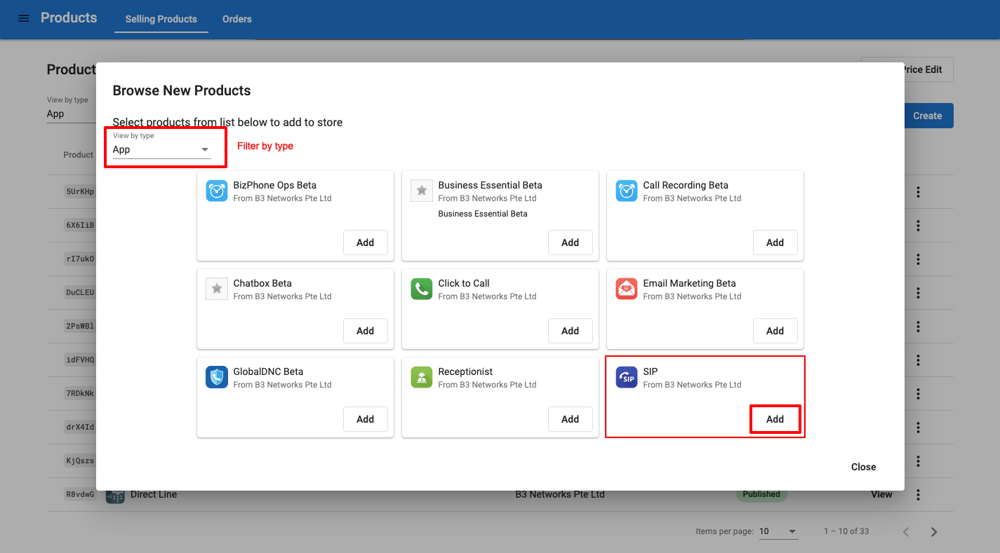 Products
Selling Products
Orders
Product
Price Edit
View by type
App
Create
Product
5UrKHp
6X6IiB
rI7ukO
DuCLEU
2PsWBl
idFVHQ
7RDkNk
drX4Id
KjQszs
R8vdwG
Direct Line
B3 Networks Pte Ltd
Published
View
Items per page:
10
1 – 10 of 33
Browse New Products
Select products from list below to add to store
View by type
App
Filter by type
BizPhone Ops Beta
From B3 Networks Pte Ltd
Add
Business Essential Beta
From B3 Networks Pte Ltd
Business Essential Beta
Add
Call Recording Beta
From B3 Networks Pte Ltd
Add
Chatbox Beta
From B3 Networks Pte Ltd
Add
Click to Call
From B3 Networks Pte Ltd
Add
Email Marketing Beta
From B3 Networks Pte Ltd
Add
GlobalDNC Beta
From B3 Networks Pte Ltd
Add
Receptionist
From B3 Networks Pte Ltd
Add
SIP
SIP
From B3 Networks Pte Ltd
Add
Close